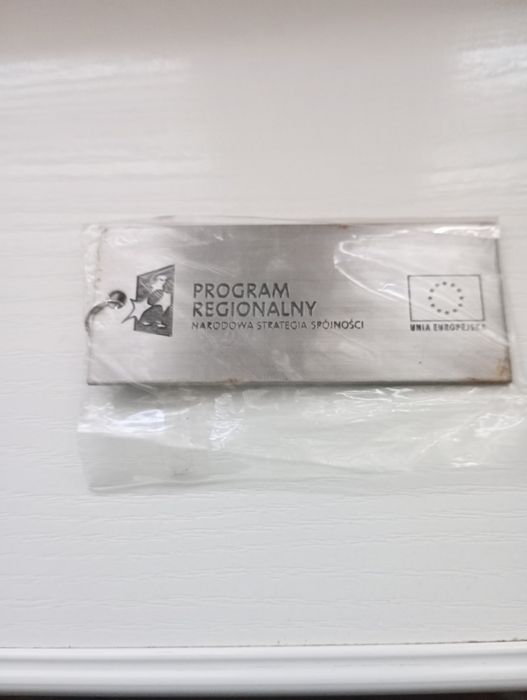 PROGRAM
REGIONALNY
NARODOWA STRATEGIA SPÓJNOŚCI
UNIA EUROPEJSKA